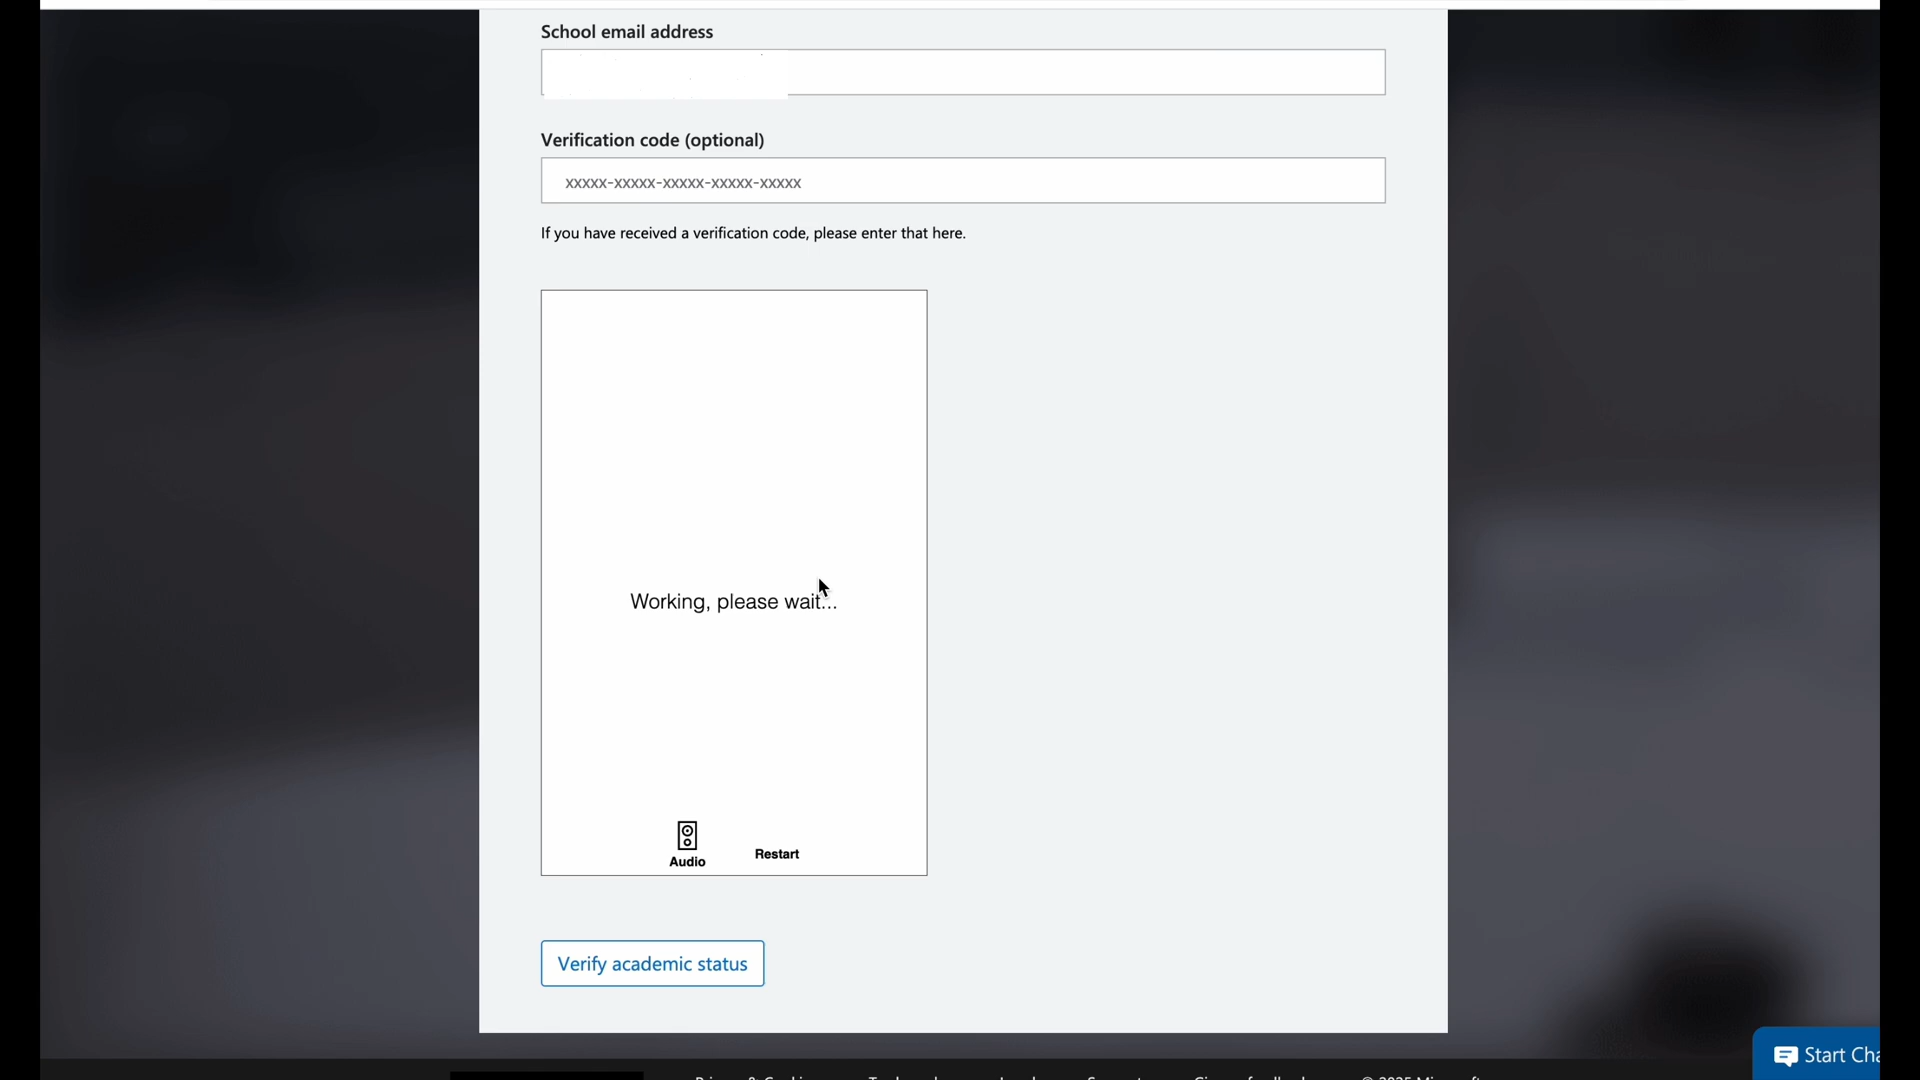 School email address
Verification code (optional)
xxxxx-xxxxx-xxxxx-xxxxx-xxxxx
If you have received a verification code, please enter that here.
Working, please wait...
Audio
Restart
Verify academic status
Start Cha